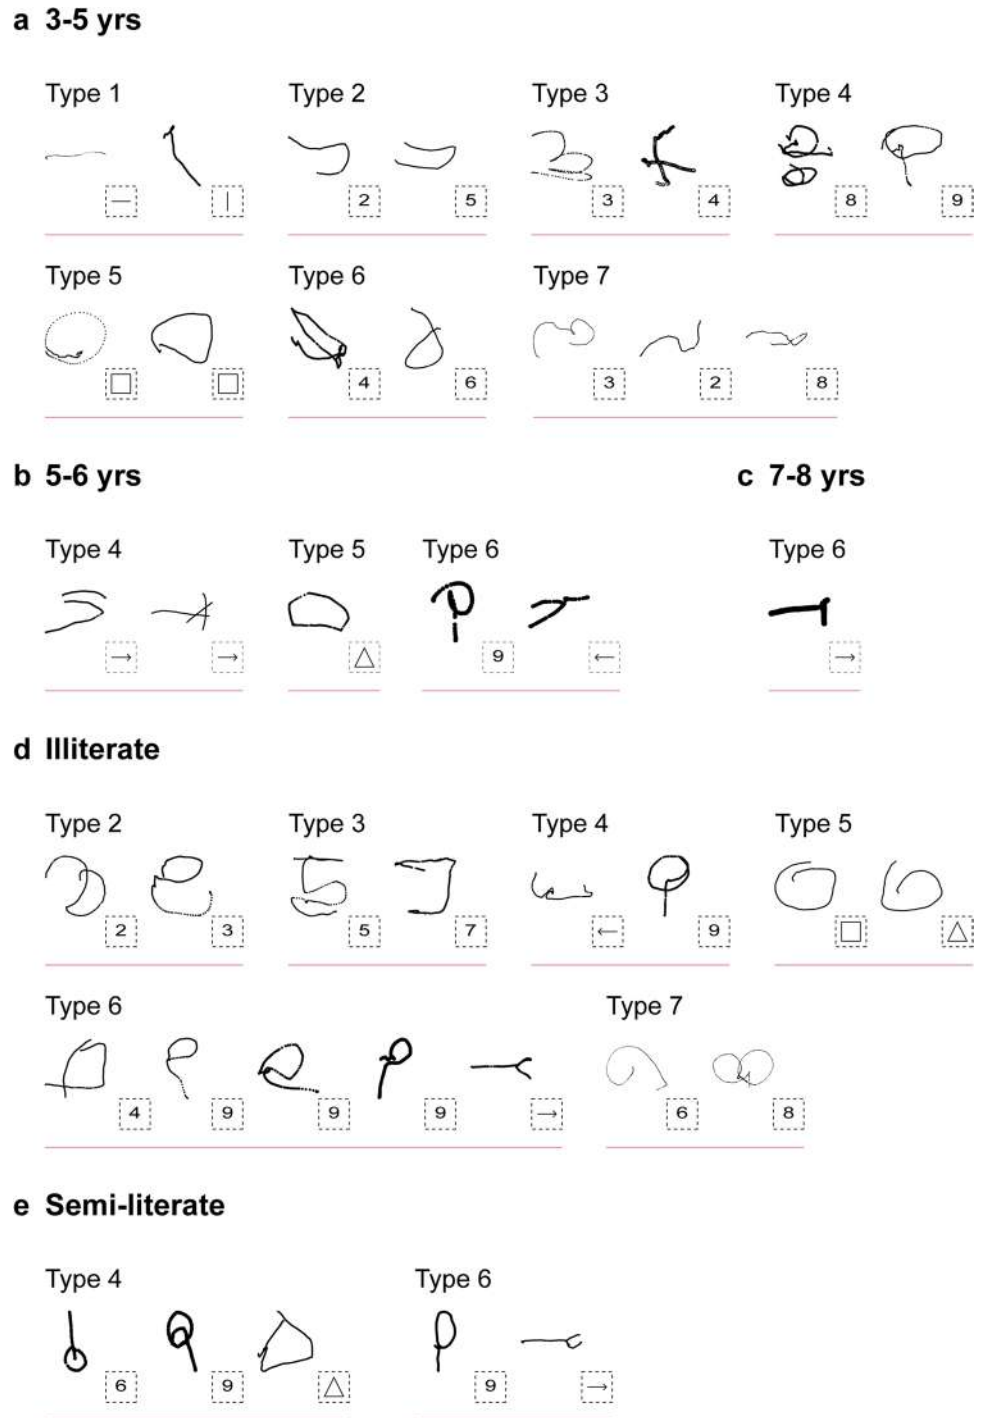 a 3-5 yrs
Type 1 Type 2 Type 3 Type 4
— | 2 5 3 4 8 9
Type 5 Type 6 Type 7
□ □ 4 6 3 2 8
b 5-6 yrs c 7-8 yrs
Type 4 Type 5 Type 6 Type 6
→ → △ 9 ← →
d Illiterate
Type 2 Type 3 Type 4 Type 5
2 3 5 7 ← 9 □ △
Type 6 Type 7
4 9 9 9 → 6 8
e Semi-literate
Type 4 Type 6
6 9 △ 9 →